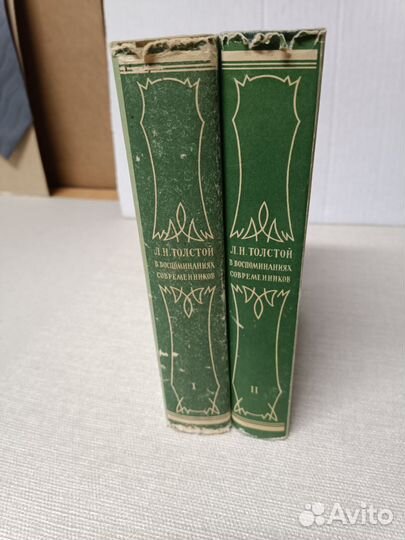 Л.Н.ТОЛСТОЙ
В ВОСПОМИНАНИЯХ
СОВРЕМЕННИКОВ
I
Л.Н.ТОЛСТОЙ
В ВОСПОМИНАНИЯХ
СОВРЕМЕННИКОВ
II
Avito